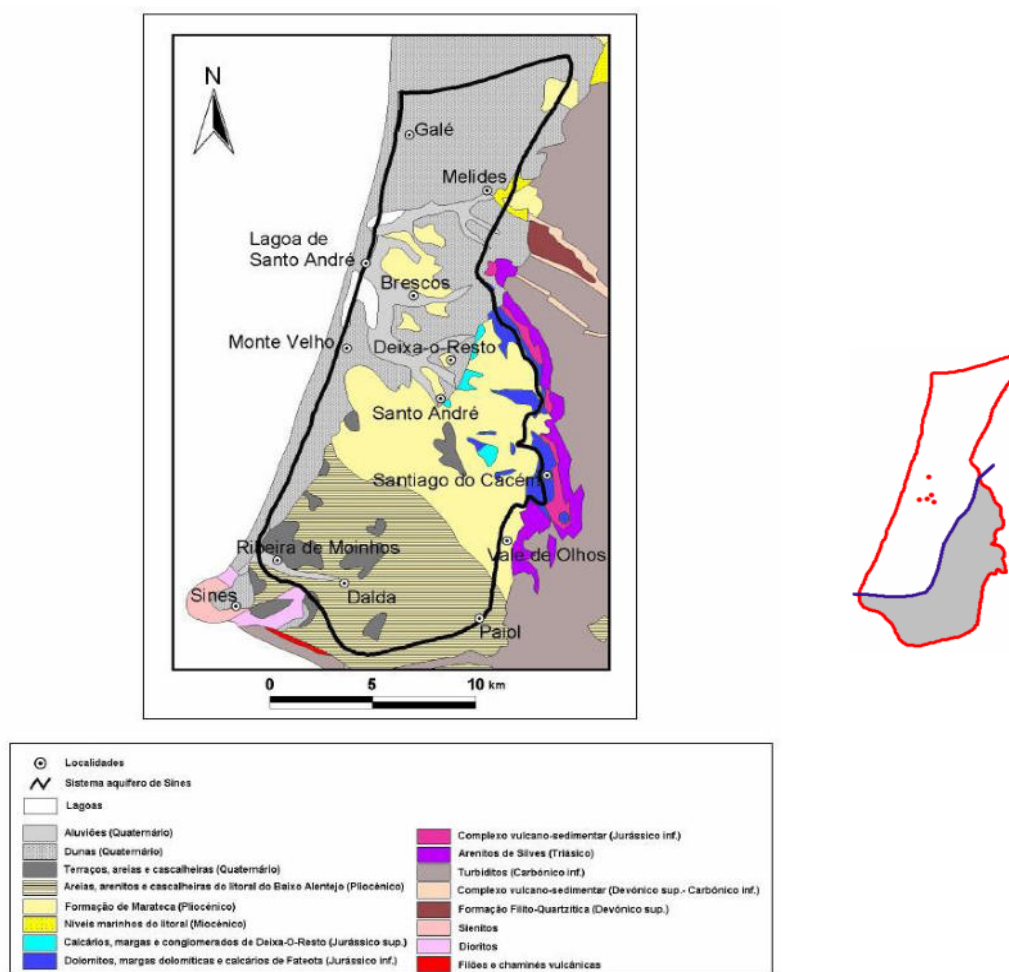 N
Galé
Melides
Lagoa de
Santo André
Brescos
Monte Velho
Deixa-o-Resto
Santo André
Santiago do Cacém
Ribeira de Moinhos
Vale de Olhos
Sines
Dalda
Paiol
0 5 10 km
Localidades
Sistema aquífero de Sines
Lagoas
Aluviões (Quaternário)
Dunas (Quaternário)
Terraços, areias e cascalheiras (Quaternário)
Areias, arenitos e cascalheiras do litoral do Baixo Alentejo (Pliocénico)
Formação de Marateca (Pliocénico)
Níveis marinhos do litoral (Miocénico)
Calcários, margas e conglomerados de Deixa-O-Resto (Jurássico sup.)
Dolomitos, margas dolomíticas e calcários de Fateota (Jurássico inf.)
Complexo vulcano-sedimentar (Jurássico inf.)
Arenitos de Silves (Triásico)
Turbiditos (Carbónico inf.)
Complexo vulcano-sedimentar (Devónico sup.- Carbónico inf.)
Formação Filito-Quartzítica (Devónico sup.)
Sienitos
Dioritos
Filões e chaminés vulcânicas